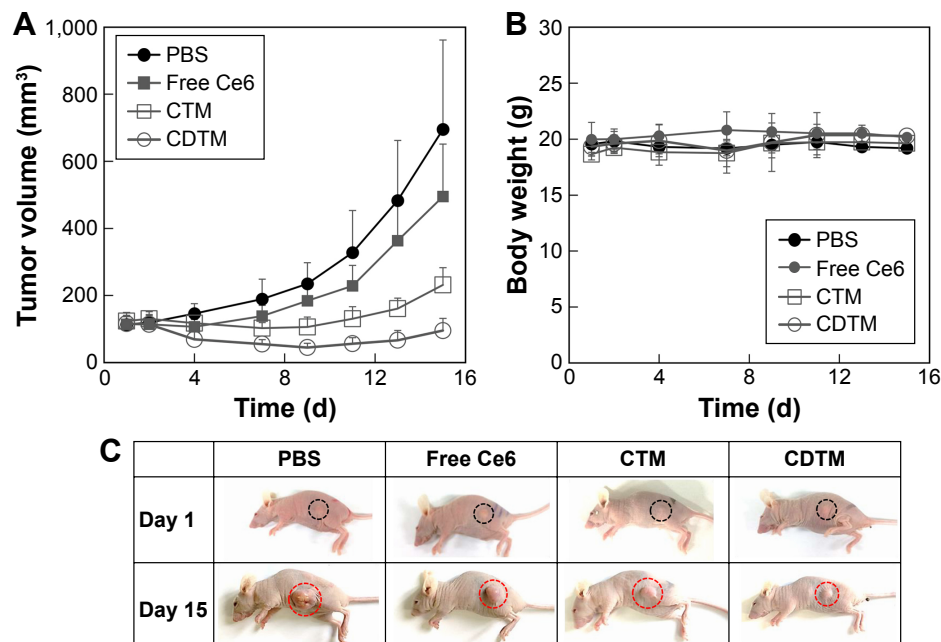 A
Tumor volume (mm³)
1,000
800
600
400
200
0
PBS
Free Ce6
CTM
CDTM
0 4 8 12 16
Time (d)
B
Body weight (g)
30
25
20
15
10
5
0
PBS
Free Ce6
CTM
CDTM
0 4 8 12 16
Time (d)
C
PBS Free Ce6 CTM CDTM
Day 1
Day 15